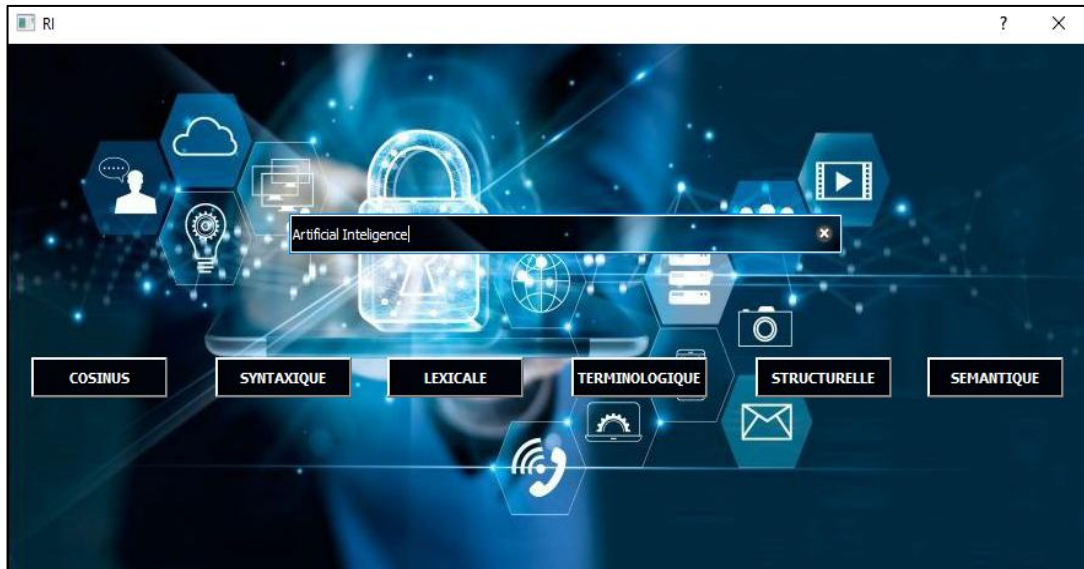 RI
Artificial Inteligence
COSINUS SYNTAXIQUE LEXICALE TERMINOLOGIQUE STRUCTURELLE SEMANTIQUE